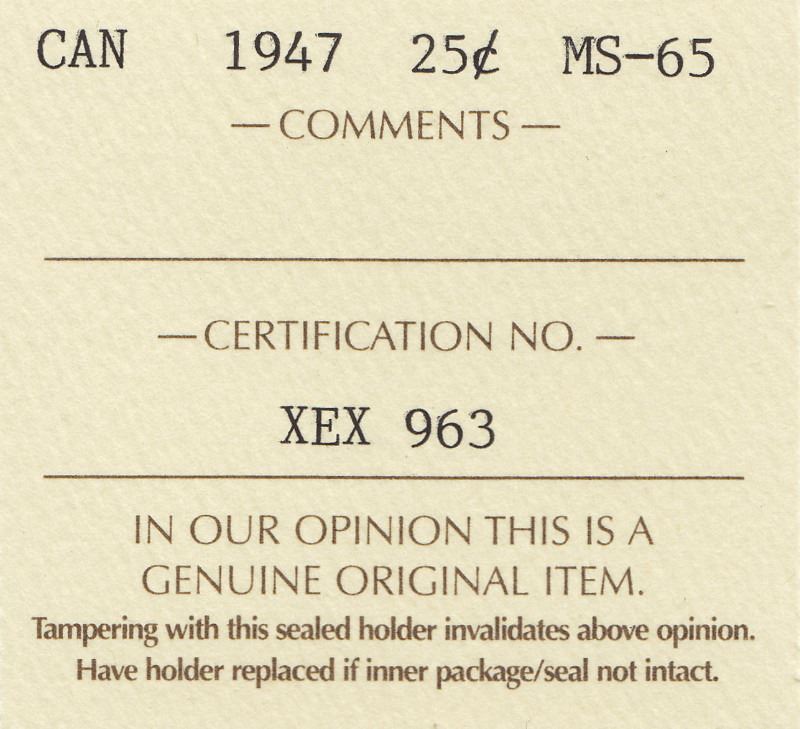 CAN 1947 25¢ MS-65
— COMMENTS —
— CERTIFICATION NO. —
XEX 963
IN OUR OPINION THIS IS A
GENUINE ORIGINAL ITEM.
Tampering with this sealed holder invalidates above opinion.
Have holder replaced if inner package/seal not intact.